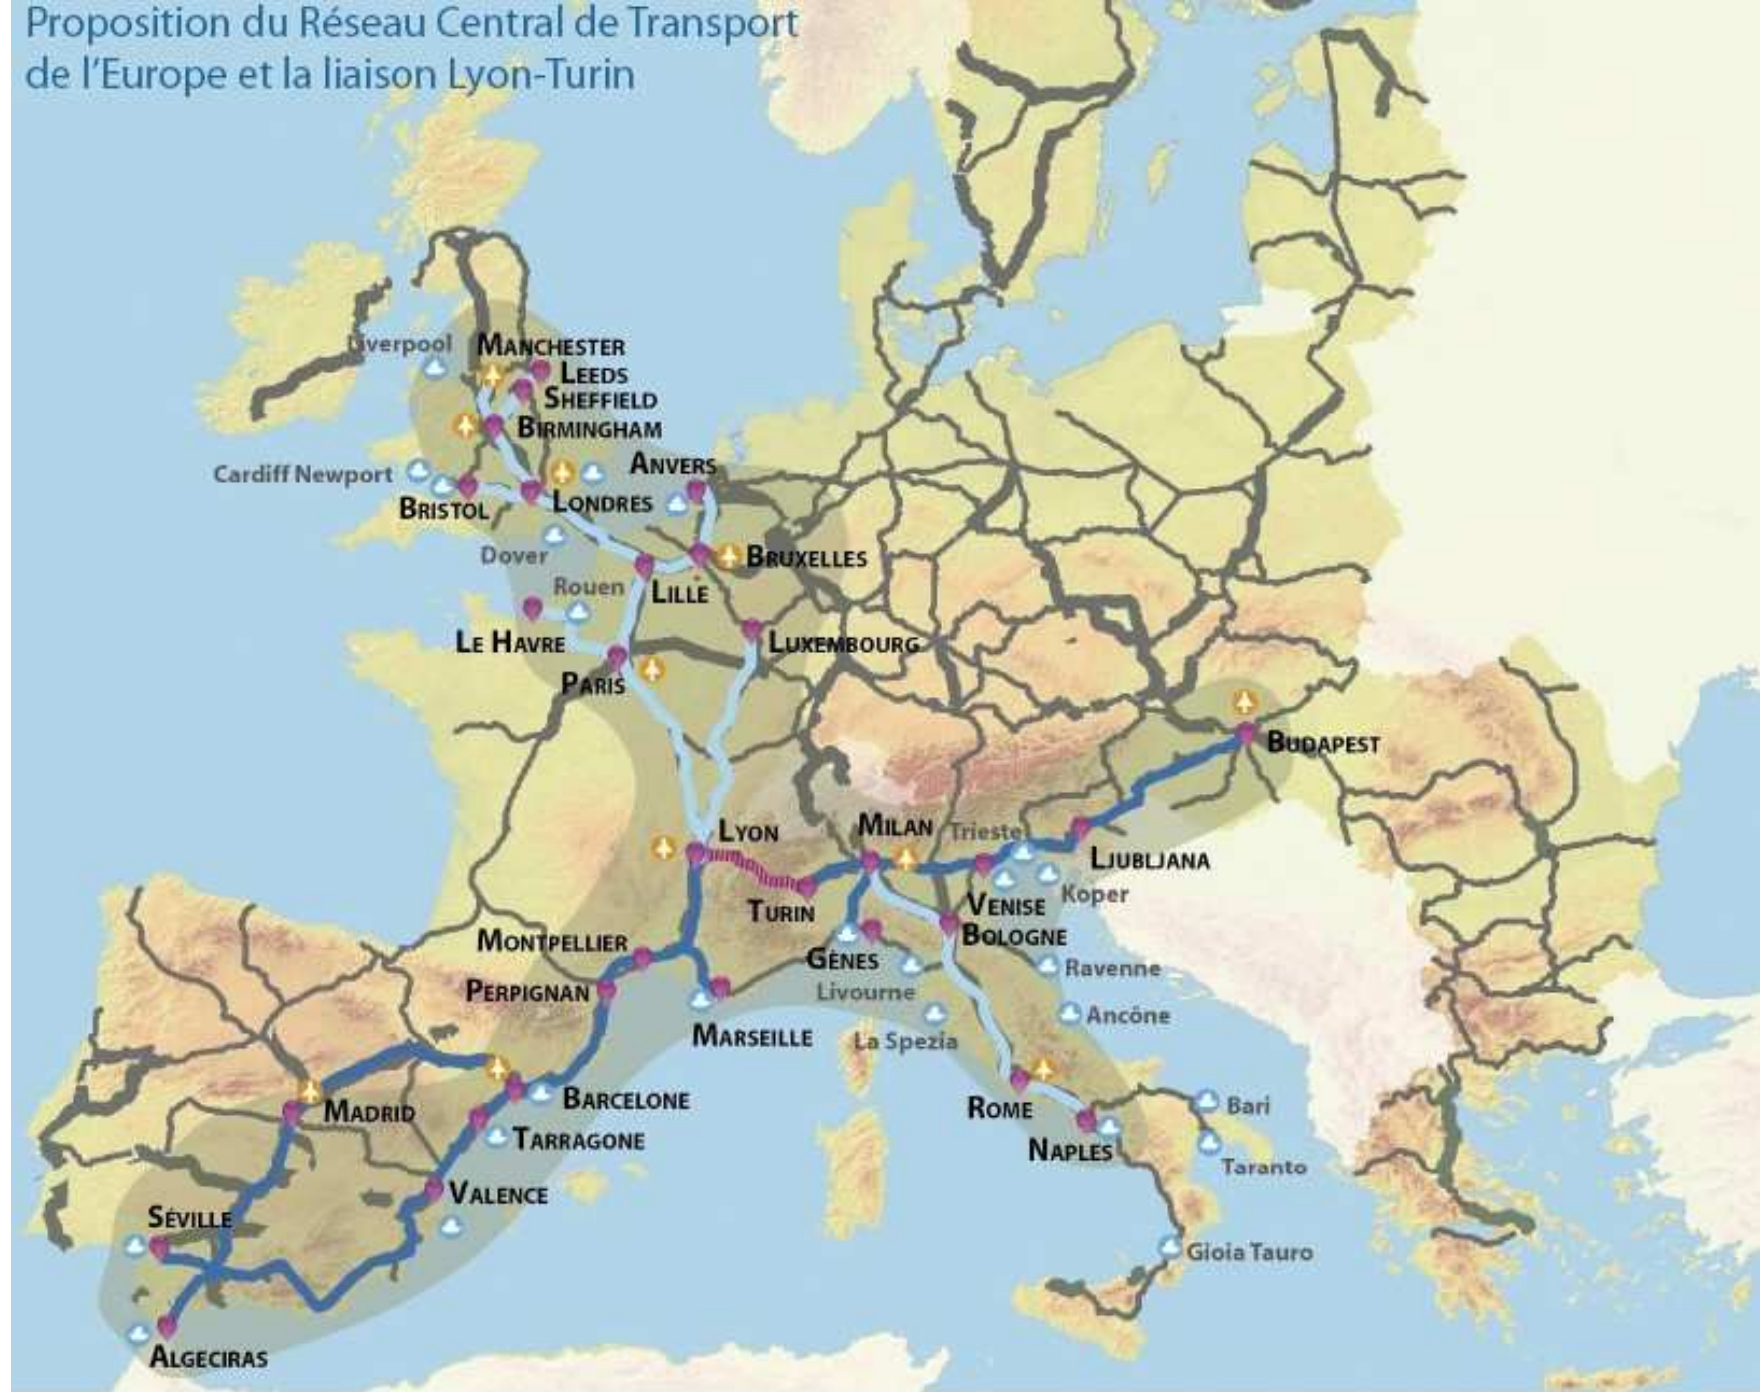 Proposition du Réseau Central de Transport
de l'Europe et la liaison Lyon-Turin
Liverpool
MANCHESTER
LEEDS
SHEFFIELD
BIRMINGHAM
Cardiff Newport
ANVERS
BRISTOL
LONDRES
Dover
BRUXELLES
Rouen
LILLE
LE HAVRE
LUXEMBOURG
PARIS
BUDAPEST
LYON
MILAN
Trieste
LJUBLJANA
Koper
TURIN
VENISE
BOLOGNE
MONTPELLIER
GÊNES
Ravenne
PERPIGNAN
Livourne
Ancône
MARSEILLE
La Spezia
BARCELONE
MADRID
ROME
Bari
TARRAGONE
NAPLES
Taranto
VALENCE
SÉVILLE
Gioia Tauro
ALGECIRAS